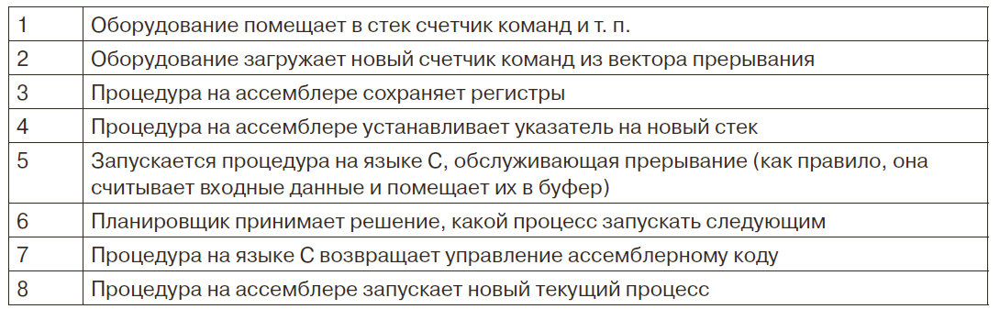 1 Оборудование помещает в стек счетчик команд и т. п.
2 Оборудование загружает новый счетчик команд из вектора прерывания
3 Процедура на ассемблере сохраняет регистры
4 Процедура на ассемблере устанавливает указатель на новый стек
5 Запускается процедура на языке C, обслуживающая прерывание (как правило, она
считывает входные данные и помещает их в буфер)
6 Планировщик принимает решение, какой процесс запускать следующим
7 Процедура на языке C возвращает управление ассемблерному коду
8 Процедура на ассемблере запускает новый текущий процесс